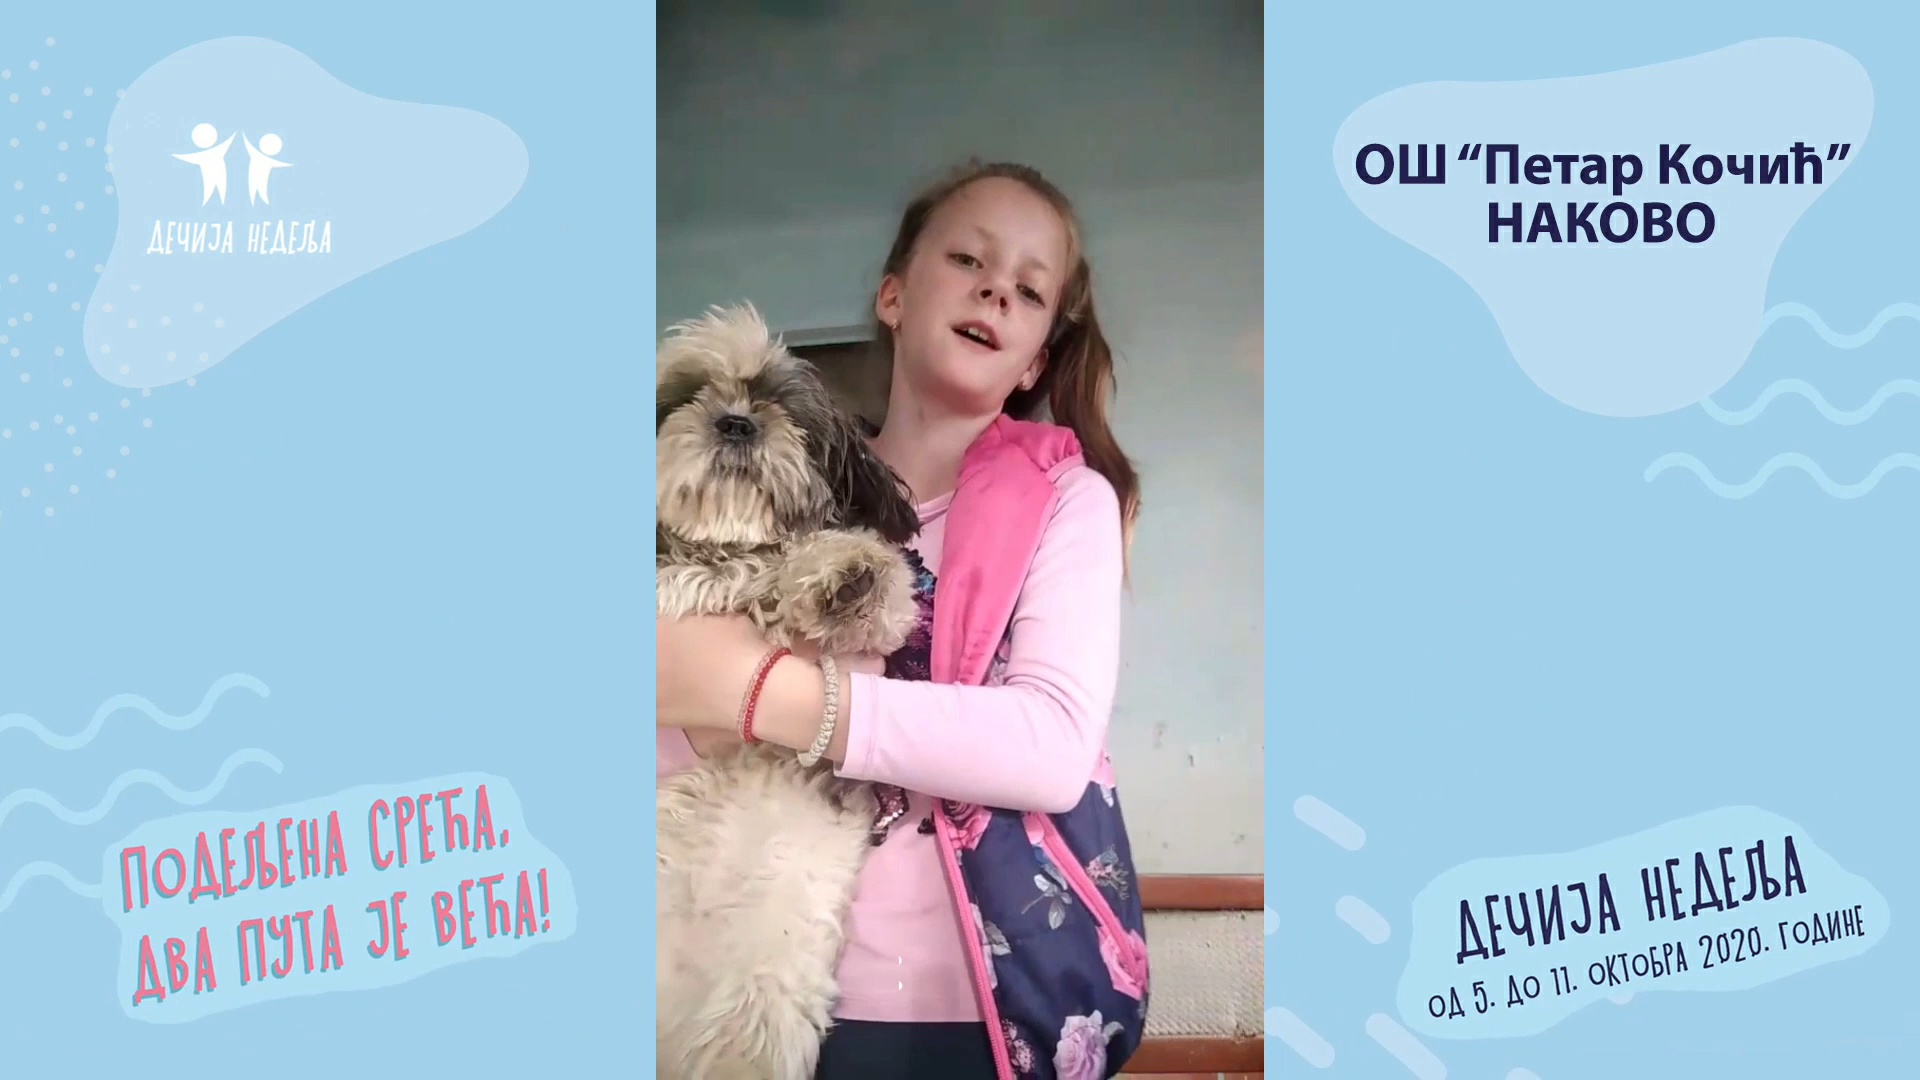 ДЕЧИЈА НЕДЕЉА
ОШ “Петар Кочић”
НАКОВО
ПОДЕЉЕНА СРЕЋА,
ДВА ПУТА ЈЕ ВЕЋА!
ДЕЧИЈА НЕДЕЉА
ОД 5. ДО 11. ОКТОБРА 2020. ГОДИНЕ